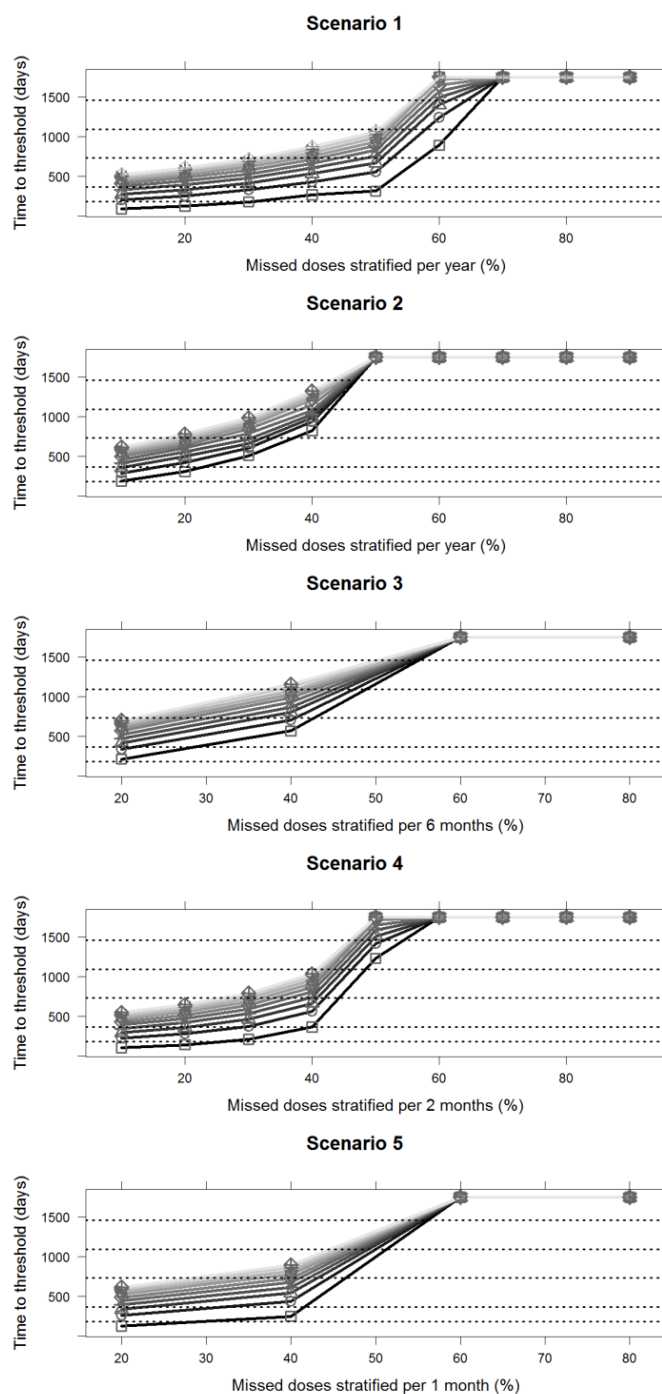 Scenario 1
Time to threshold (days)
1500
1000
500
20 40 60 80
Missed doses stratified per year (%)
Scenario 2
Time to threshold (days)
1500
1000
500
20 40 60 80
Missed doses stratified per year (%)
Scenario 3
Time to threshold (days)
1500
1000
500
20 30 40 50 60 70 80
Missed doses stratified per 6 months (%)
Scenario 4
Time to threshold (days)
1500
1000
500
20 40 60 80
Missed doses stratified per 2 months (%)
Scenario 5
Time to threshold (days)
1500
1000
500
20 30 40 50 60 70 80
Missed doses stratified per 1 month (%)